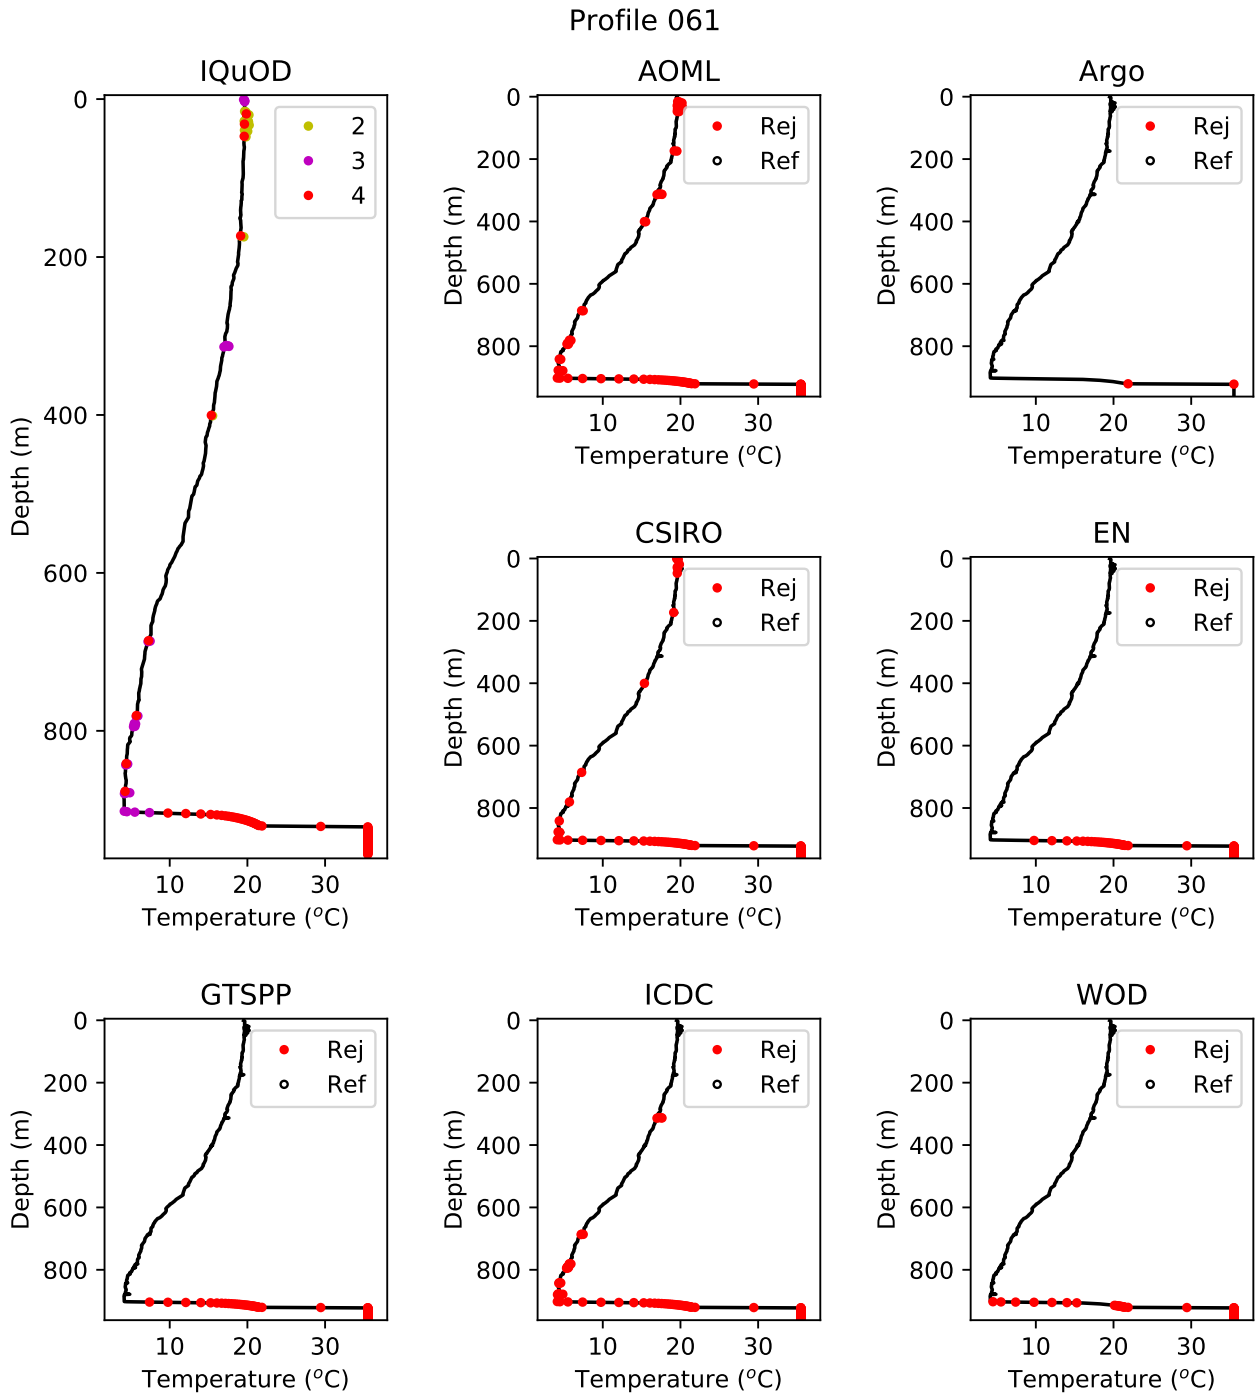 Profile 061
IQuOD
0
200
400
600
800
10 20 30
Depth (m)
Temperature (°C)
2
3
4
AOML
0
200
400
600
800
10 20 30
Depth (m)
Temperature (°C)
Rej
Ref
Argo
0
200
400
600
800
10 20 30
Depth (m)
Temperature (°C)
Rej
Ref
CSIRO
0
200
400
600
800
10 20 30
Depth (m)
Temperature (°C)
Rej
Ref
EN
0
200
400
600
800
10 20 30
Depth (m)
Temperature (°C)
Rej
Ref
GTSPP
0
200
400
600
800
10 20 30
Depth (m)
Temperature (°C)
Rej
Ref
ICDC
0
200
400
600
800
10 20 30
Depth (m)
Temperature (°C)
Rej
Ref
WOD
0
200
400
600
800
10 20 30
Depth (m)
Temperature (°C)
Rej
Ref